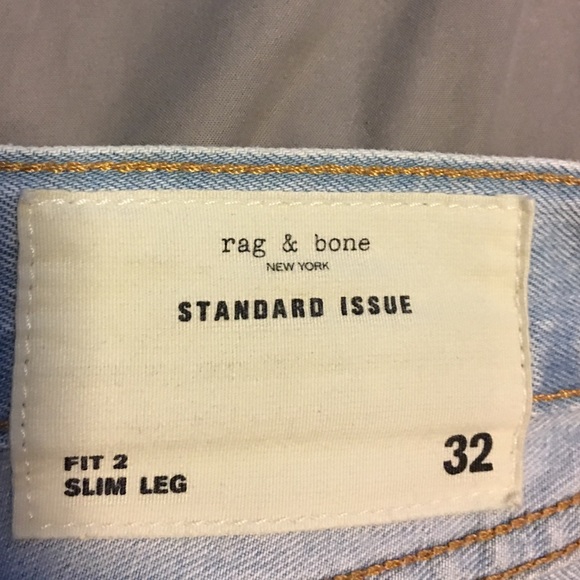 rag & bone
NEW YORK
STANDARD ISSUE
FIT 2
SLIM LEG
32